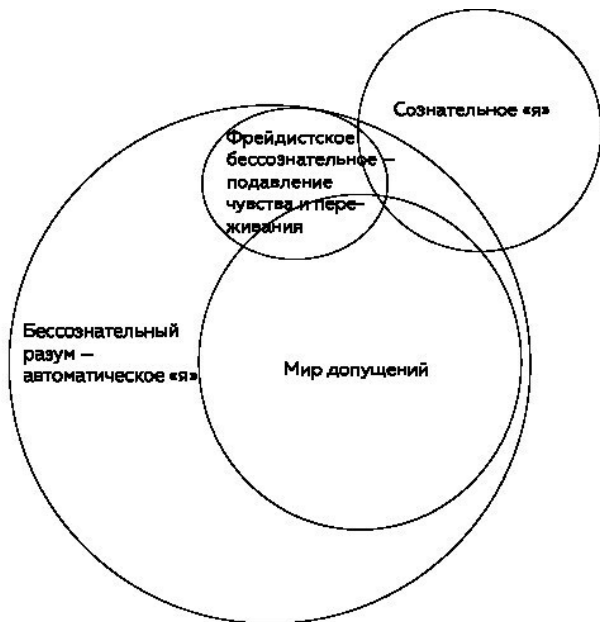 Сознательное «я»
Фрейдистское
бессознательное –
подавление
чувства и пере–
живания
Бессознательный
разум –
автоматическое «я»
Мир допущений